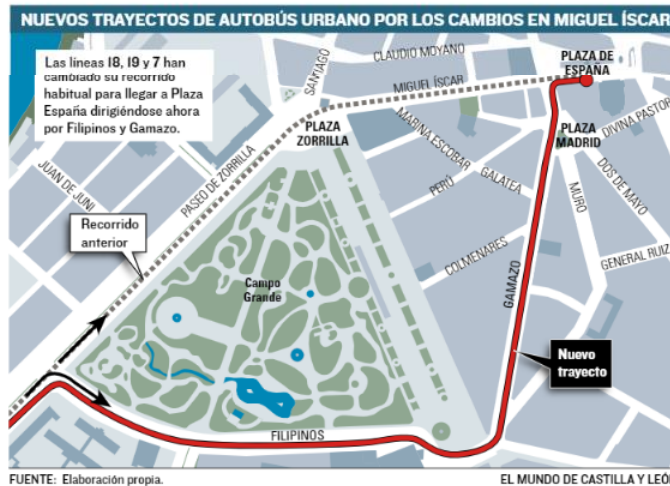 NUEVOS TRAYECTOS DE AUTOBÚS URBANO POR LOS CAMBIOS EN MIGUEL ÍSCAR
Las líneas 18, 19 y 7 han
cambiado su recorrido
habitual para llegar a Plaza
España dirigiéndose ahora
por Filipinos y Gamazo.
CLAUDIO MOYANO
PLAZA DE
ESPAÑA
SANTIAGO
MIGUEL ÍSCAR
PLAZA
ZORRILLA
PLAZA
MADRID
DIVINA PASTOR
MARINA ESCOBAR
JUAN DE JUNI
PASEO DE ZORRILLA
PERÚ
GALATEA
MURO
DOS DE MAYO
Recorrido
anterior
COLMENARES
GENERAL RUIZ
Campo
Grande
GAMAZO
Nuevo
trayecto
FILIPINOS
FUENTE: Elaboración propia.
EL MUNDO DE CASTILLA Y LEÓN